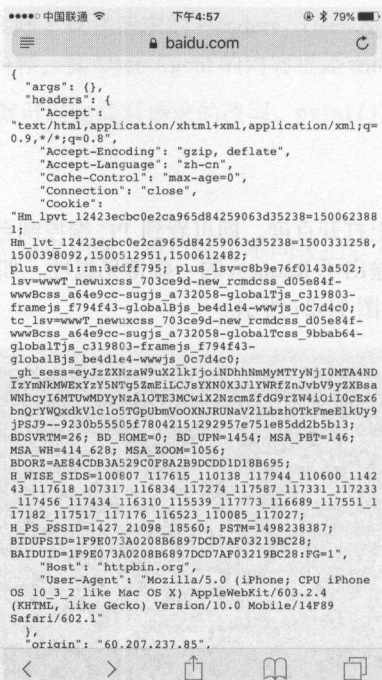 中国联通 下午4:57 79%
baidu.com
{
"args": {},
"headers": {
"Accept":
"text/html,application/xhtml+xml,application/xml;q=
0.9,*/*;q=0.8",
"Accept-Encoding": "gzip, deflate",
"Accept-Language": "zh-cn",
"Cache-Control": "max-age=0",
"Connection": "close",
"Cookie":
"Hm_lpvt_12423ecbc0e2ca965d84259063d35238=150062388
1;
Hm_lvt_12423ecbc0e2ca965d84259063d35238=1500331258,
1500398092,1500512951,1500612482;
plus_cv=1::m:3edff795; plus_lsv=c8b9e76f0143a502;
lsv=wwwT_newuxcss_703ce9d-new_rcmdcss_d05e84f-
wwwBcss_a64e9cc-sugjs_a732058-globalTjs_c319803-
framejs_f794f43-globalBjs_be4d1e4-wwwjs_0c7d4c0;
tc_lsv=wwwT_newuxcss_703ce9d-new_rcmdcss_d05e84f-
wwwBcss_a64e9cc-sugjs_a732058-globalTcss_9bbab64-
globalTjs_c319803-framejs_f794f43-
globalBjs_be4d1e4-wwwjs_0c7d4c0;
BDSVRTM=26; BD_HOME=0; BD_UPN=1454; MSA_PBT=146;
MSA_WH=414_628; MSA_ZOOM=1056;
BDORZ=AE84CDB3A529C0F8A2B9DCDD1D18B695;
H_WISE_SIDS=100807_117615_110138_117944_110600_1142
43_117618_107317_116834_117274_117587_117331_117233
_117456_117434_116310_115539_117773_116689_117551_1
17182_117517_117176_116523_110085_117027;
H_PS_PSSID=1427_21098_18560; PSTM=1498238387;
BIDUPSID=1F9E073A0208B6897DCD7AF03219BC28;
BAIDUID=1F9E073A0208B6897DCD7AF03219BC28:FG=1",
"Host": "httpbin.org",
"User-Agent": "Mozilla/5.0 (iPhone; CPU iPhone
OS 10_3_2 like Mac OS X) AppleWebKit/603.2.4
(KHTML, like Gecko) Version/10.0 Mobile/14F89
Safari/602.1"
},
"origin": "60.207.237.85",